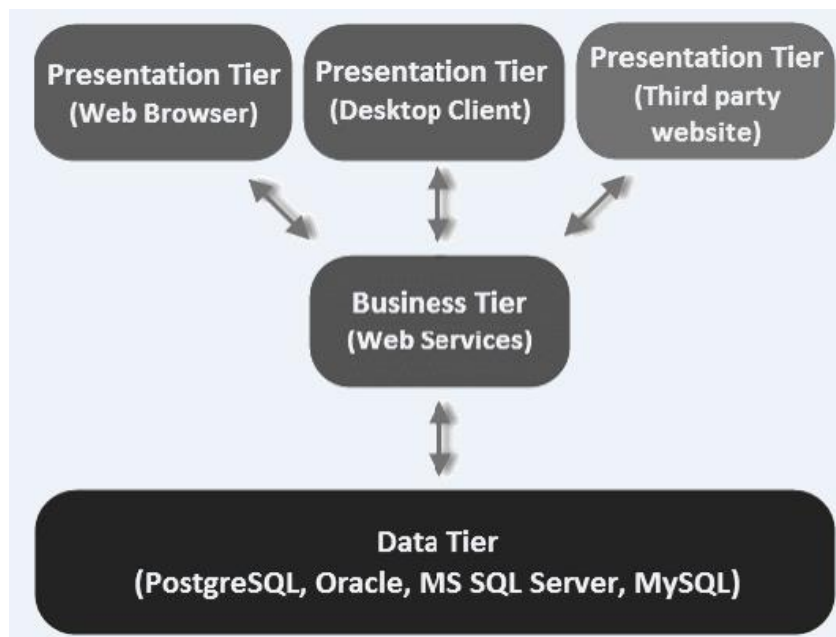 Presentation Tier
(Web Browser)
Presentation Tier
(Desktop Client)
Presentation Tier
(Third party
website)
Business Tier
(Web Services)
Data Tier
(PostgreSQL, Oracle, MS SQL Server, MySQL)